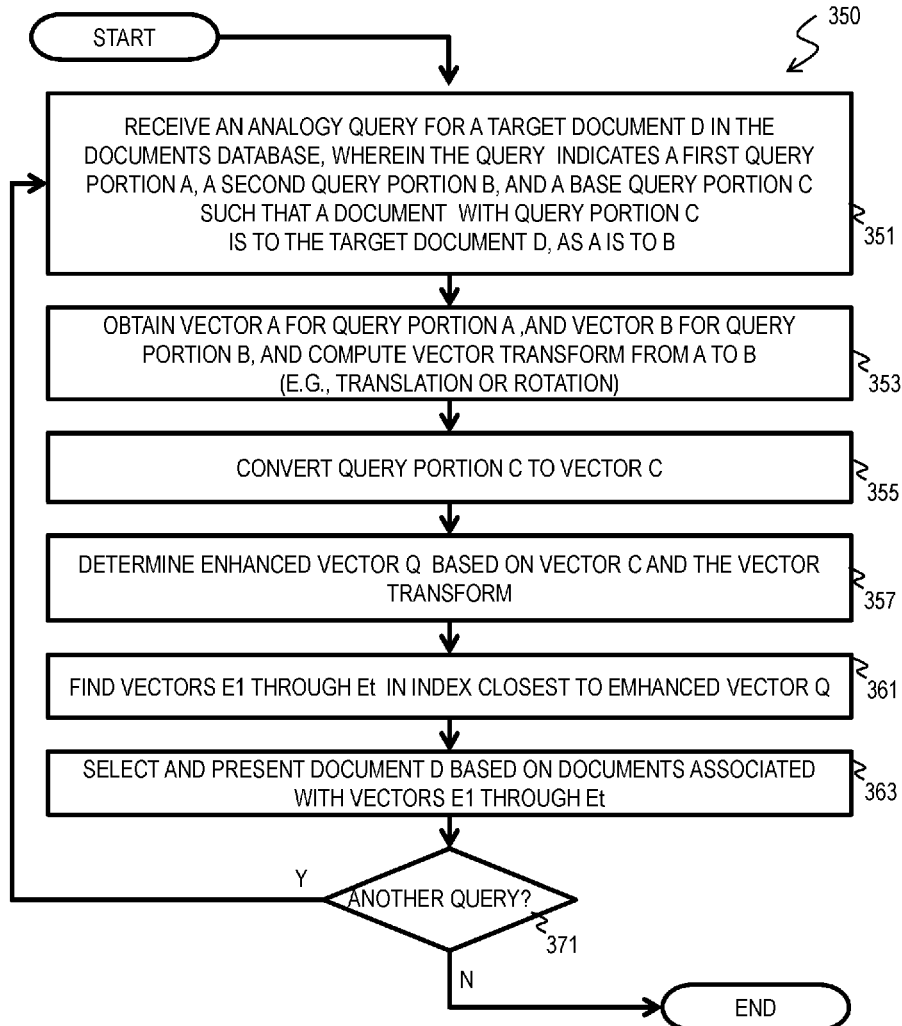 START
350
RECEIVE AN ANALOGY QUERY FOR A TARGET DOCUMENT D IN THE
DOCUMENTS DATABASE, WHEREIN THE QUERY INDICATES A FIRST QUERY
PORTION A, A SECOND QUERY PORTION B, AND A BASE QUERY PORTION C
SUCH THAT A DOCUMENT WITH QUERY PORTION C
IS TO THE TARGET DOCUMENT D, AS A IS TO B
351
OBTAIN VECTOR A FOR QUERY PORTION A ,AND VECTOR B FOR QUERY
PORTION B, AND COMPUTE VECTOR TRANSFORM FROM A TO B
(E.G., TRANSLATION OR ROTATION)
353
CONVERT QUERY PORTION C TO VECTOR C
355
DETERMINE ENHANCED VECTOR Q BASED ON VECTOR C AND THE VECTOR
TRANSFORM
357
FIND VECTORS E1 THROUGH Et IN INDEX CLOSEST TO EMHANCED VECTOR Q
361
SELECT AND PRESENT DOCUMENT D BASED ON DOCUMENTS ASSOCIATED
WITH VECTORS E1 THROUGH Et
363
Y
ANOTHER QUERY?
371
N
END